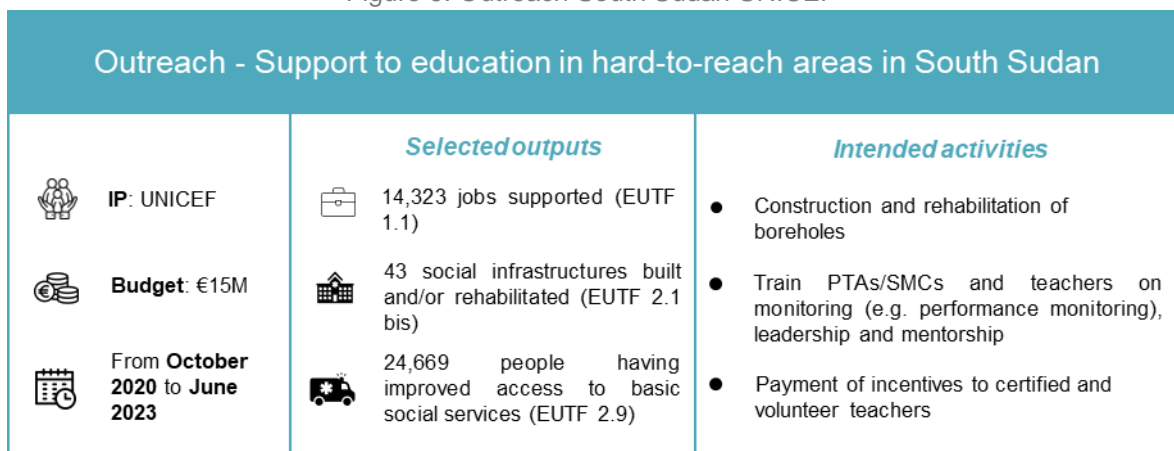 Outreach - Support to education in hard-to-reach areas in South Sudan
IP: UNICEF
Budget: €15M
From October
2020 to June
2023
Selected outputs
14,323 jobs supported (EUTF
1.1)
43 social infrastructures built
and/or rehabilitated (EUTF 2.1
bis)
24,669 people having
improved access to basic
social services (EUTF 2.9)
Intended activities
● Construction and rehabilitation of
boreholes
● Train PTAs/SMCs and teachers on
monitoring (e.g. performance monitoring),
leadership and mentorship
● Payment of incentives to certified and
volunteer teachers